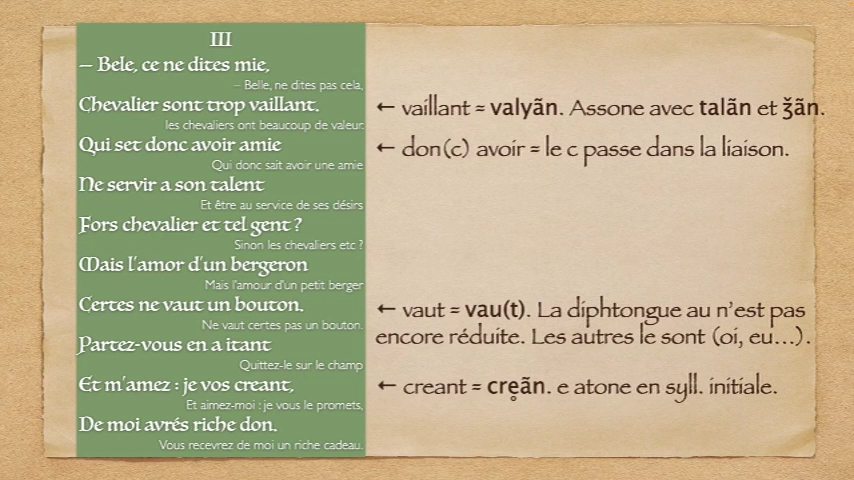 III
– Bele, ce ne dites mie,
– Belle, ne dites pas cela,
Chevalier sont trop vaillant.
les chevaliers ont beaucoup de valeur.
← vaillant = valyãn. Assone avec talãn et ǯãn.
Qui set donc avoir amie
Qui donc sait avoir une amie
← don(c) avoir = le c passe dans la liaison.
Ne servir a son talent
Et être au service de ses désirs
Fors chevalier et tel gent ?
Sinon les chevaliers etc ?
Mais l'amor d'un bergeron
Mais l'amour d'un petit berger
Certes ne vaut un bouton.
Ne vaut certes pas un bouton.
← vaut = vau(t). La diphtongue au n'est pas
encore réduite. Les autres le sont (oi, eu...).
Partez-vous en a itant
Quittez-le sur le champ
Et m'amez : je vos creant,
Et aimez-moi : je vous le promets,
← creant = cre̥ãn. e atone en syll. initiale.
De moi avrés riche don.
Vous recevrez de moi un riche cadeau.